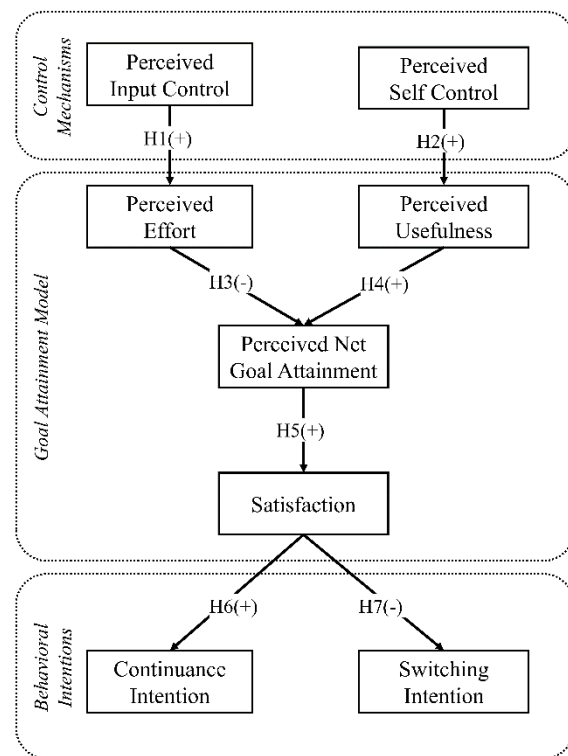 Control
Mechanisms
Perceived
Input Control
Perceived
Self Control
H1(+)
H2(+)
Goal Attainment Model
Perceived
Effort
Perceived
Usefulness
H3(-)
H4(+)
Perceived Net
Goal Attainment
H5(+)
Satisfaction
Behavioral
Intentions
H6(+)
H7(-)
Continuance
Intention
Switching
Intention